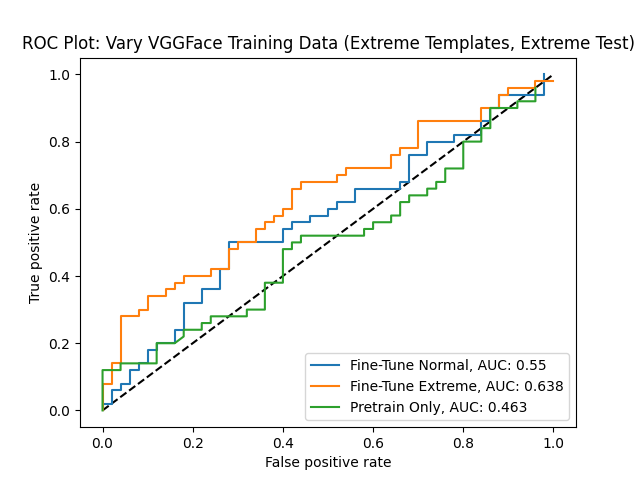 ROC Plot: Vary VGGFace Training Data (Extreme Templates, Extreme Test)
True positive rate
1.0
0.8
0.6
0.4
0.2
0.0
Fine-Tune Normal, AUC: 0.55
Fine-Tune Extreme, AUC: 0.638
Pretrain Only, AUC: 0.463
0.0 0.2 0.4 0.6 0.8 1.0
False positive rate